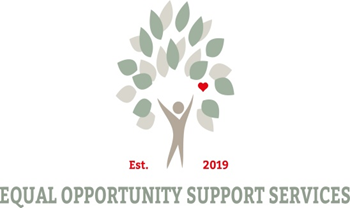 Est. 2019
EQUAL OPPORTUNITY SUPPORT SERVICES